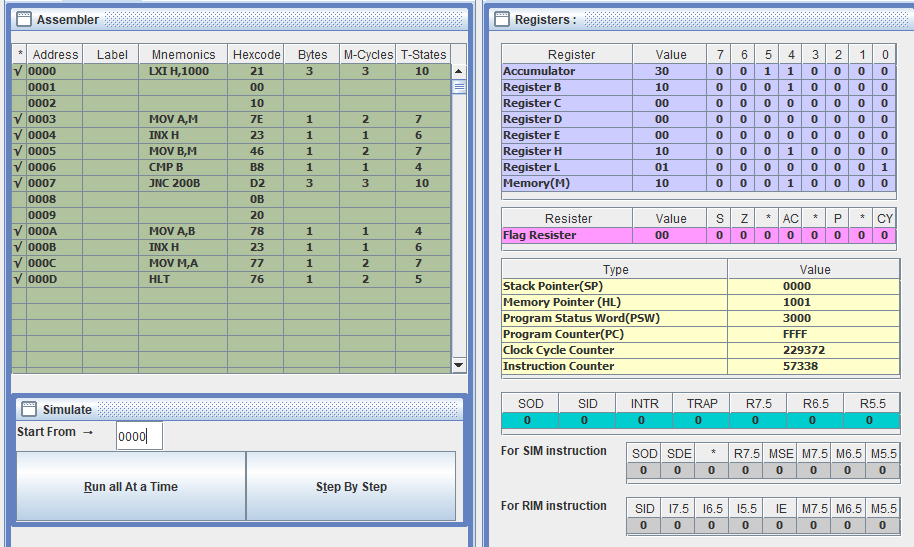 Assembler
* Address Label Mnemonics Hexcode Bytes M-Cycles T-States
√ 0000 LXI H,1000 21 3 3 10
0001 00
0002 10
√ 0003 MOV A,M 7E 1 2 7
√ 0004 INX H 23 1 1 6
√ 0005 MOV B,M 46 1 2 7
√ 0006 CMP B B8 1 1 4
√ 0007 JNC 200B D2 3 3 10
0008 0B
0009 20
√ 000A MOV A,B 78 1 1 4
√ 000B INX H 23 1 1 6
√ 000C MOV M,A 77 1 2 7
√ 000D HLT 76 1 2 5
Simulate
Start From → 0000
Run all At a Time Step By Step
Registers :
Register Value 7 6 5 4 3 2 1 0
Accumulator 30 0 0 1 1 0 0 0 0
Register B 10 0 0 0 1 0 0 0 0
Register C 00 0 0 0 0 0 0 0 0
Register D 00 0 0 0 0 0 0 0 0
Register E 00 0 0 0 0 0 0 0 0
Register H 10 0 0 0 1 0 0 0 0
Register L 01 0 0 0 0 0 0 0 1
Memory(M) 10 0 0 0 1 0 0 0 0
Resister Value S Z * AC * P * CY
Flag Resister 00 0 0 0 0 0 0 0 0
Type Value
Stack Pointer(SP) 0000
Memory Pointer (HL) 1001
Program Status Word(PSW) 3000
Program Counter(PC) FFFF
Clock Cycle Counter 229372
Instruction Counter 57338
SOD SID INTR TRAP R7.5 R6.5 R5.5
0 0 0 0 0 0 0
For SIM instruction SOD SDE * R7.5 MSE M7.5 M6.5 M5.5
0 0 0 0 0 0 0 0
For RIM instruction SID I7.5 I6.5 I5.5 IE M7.5 M6.5 M5.5
0 0 0 0 0 0 0 0